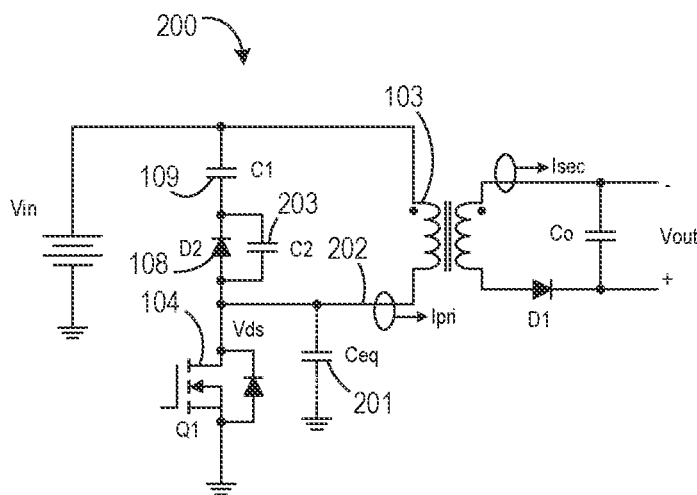 200
103
109
C1
Isec
-
Vin
203
D2
C2
Co
Vout
108
202
104
+
Vds
Ipri
D1
Ceq
201
Q1